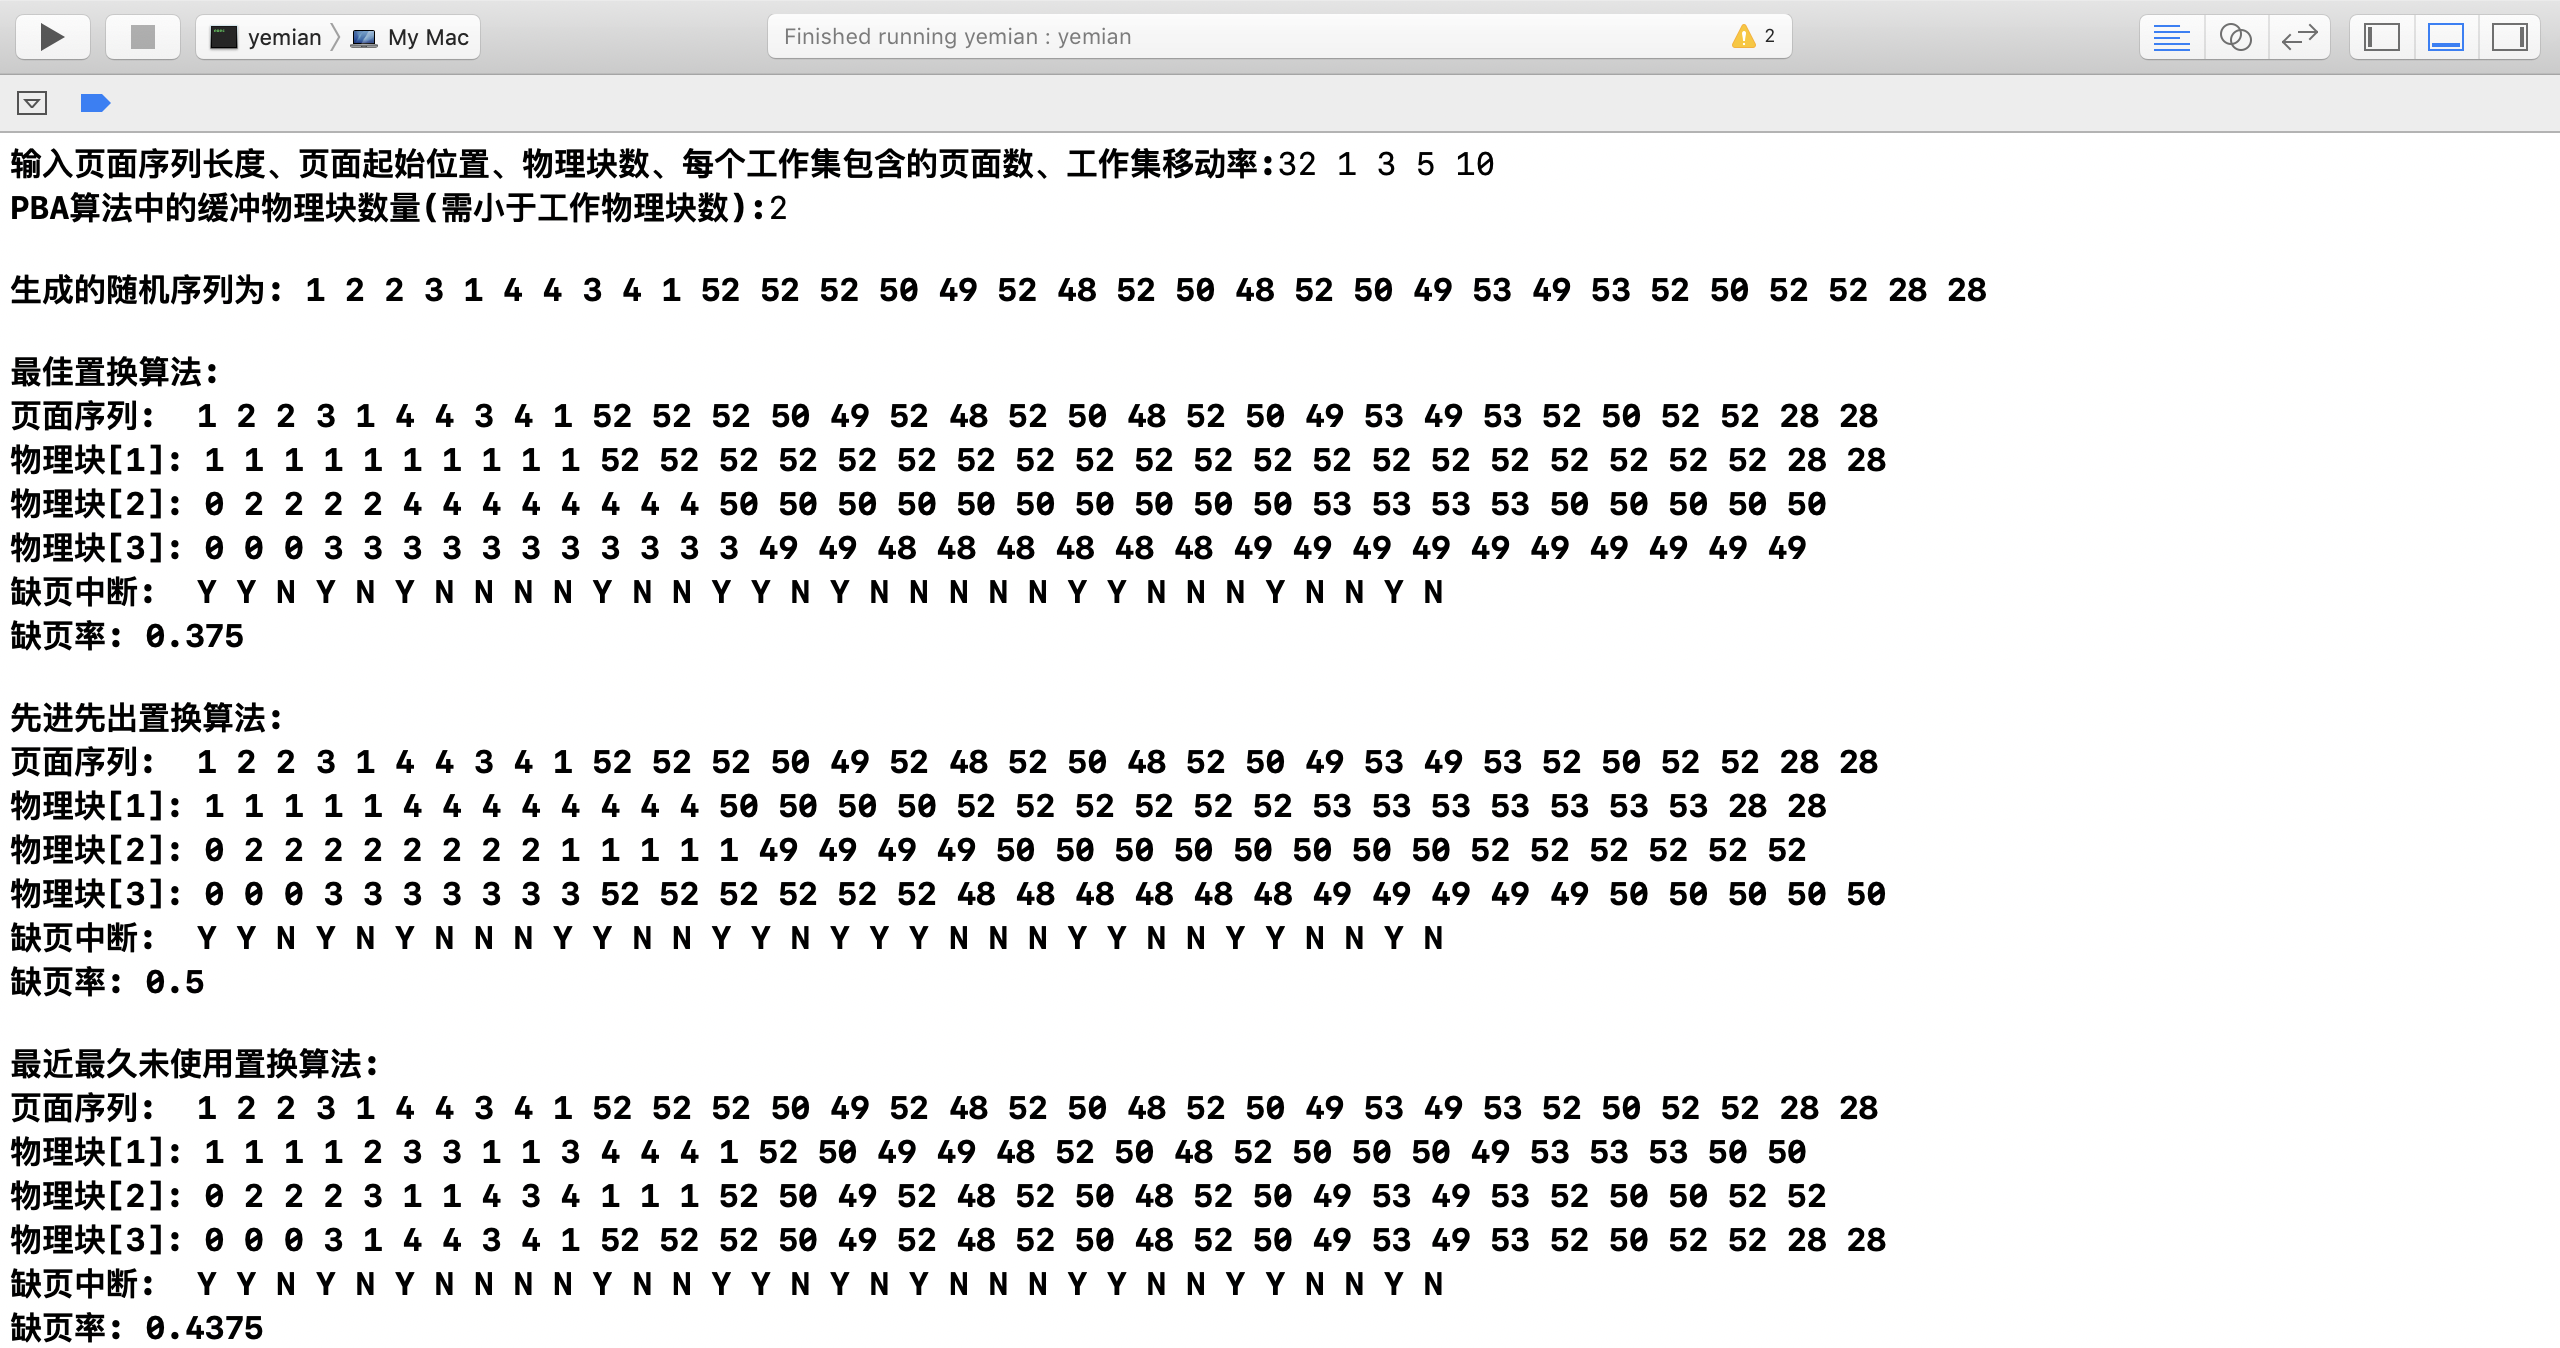 yemian My Mac Finished running yemian : yemian 2
输入页面序列长度、页面起始位置、物理块数、每个工作集包含的页面数、工作集移动率:32 1 3 5 10
PBA算法中的缓冲物理块数量(需小于工作物理块数):2
生成的随机序列为: 1 2 2 3 1 4 4 3 4 1 52 52 52 50 49 52 48 52 50 48 52 50 49 53 49 53 52 50 52 52 28 28
最佳置换算法:
页面序列: 1 2 2 3 1 4 4 3 4 1 52 52 52 50 49 52 48 52 50 48 52 50 49 53 49 53 52 50 52 52 28 28
物理块[1]: 1 1 1 1 1 1 1 1 1 1 52 52 52 52 52 52 52 52 52 52 52 52 52 52 52 52 52 52 52 52 28 28
物理块[2]: 0 2 2 2 2 4 4 4 4 4 4 4 4 50 50 50 50 50 50 50 50 50 50 53 53 53 53 50 50 50 50 50
物理块[3]: 0 0 0 3 3 3 3 3 3 3 3 3 3 3 49 49 48 48 48 48 48 48 49 49 49 49 49 49 49 49 49 49
缺页中断: Y Y N Y N Y N N N N Y N N Y Y N Y N N N N N Y Y N N N Y N N Y N
缺页率: 0.375
先进先出置换算法:
页面序列: 1 2 2 3 1 4 4 3 4 1 52 52 52 50 49 52 48 52 50 48 52 50 49 53 49 53 52 50 52 52 28 28
物理块[1]: 1 1 1 1 1 4 4 4 4 4 4 4 4 50 50 50 50 52 52 52 52 52 52 53 53 53 53 53 53 53 28 28
物理块[2]: 0 2 2 2 2 2 2 2 2 1 1 1 1 1 49 49 49 49 50 50 50 50 50 50 50 50 52 52 52 52 52 52
物理块[3]: 0 0 0 3 3 3 3 3 3 3 52 52 52 52 52 52 48 48 48 48 48 48 49 49 49 49 49 50 50 50 50 50
缺页中断: Y Y N Y N Y N N N Y Y N N Y Y N Y Y Y N N N Y Y N N Y Y N N Y N
缺页率: 0.5
最近最久未使用置换算法:
页面序列: 1 2 2 3 1 4 4 3 4 1 52 52 52 50 49 52 48 52 50 48 52 50 49 53 49 53 52 50 52 52 28 28
物理块[1]: 1 1 1 1 2 3 3 1 1 3 4 4 4 1 52 50 49 49 48 52 50 48 52 50 50 50 49 53 53 53 50 50
物理块[2]: 0 2 2 2 3 1 1 4 3 4 1 1 1 52 50 49 52 48 52 50 48 52 50 49 53 49 53 52 50 50 52 52
物理块[3]: 0 0 0 3 1 4 4 3 4 1 52 52 52 50 49 52 48 52 50 48 52 50 49 53 49 53 52 50 52 52 28 28
缺页中断: Y Y N Y N Y N N N N Y N N Y Y N Y N Y N N N Y Y N N Y Y N N Y N
缺页率: 0.4375